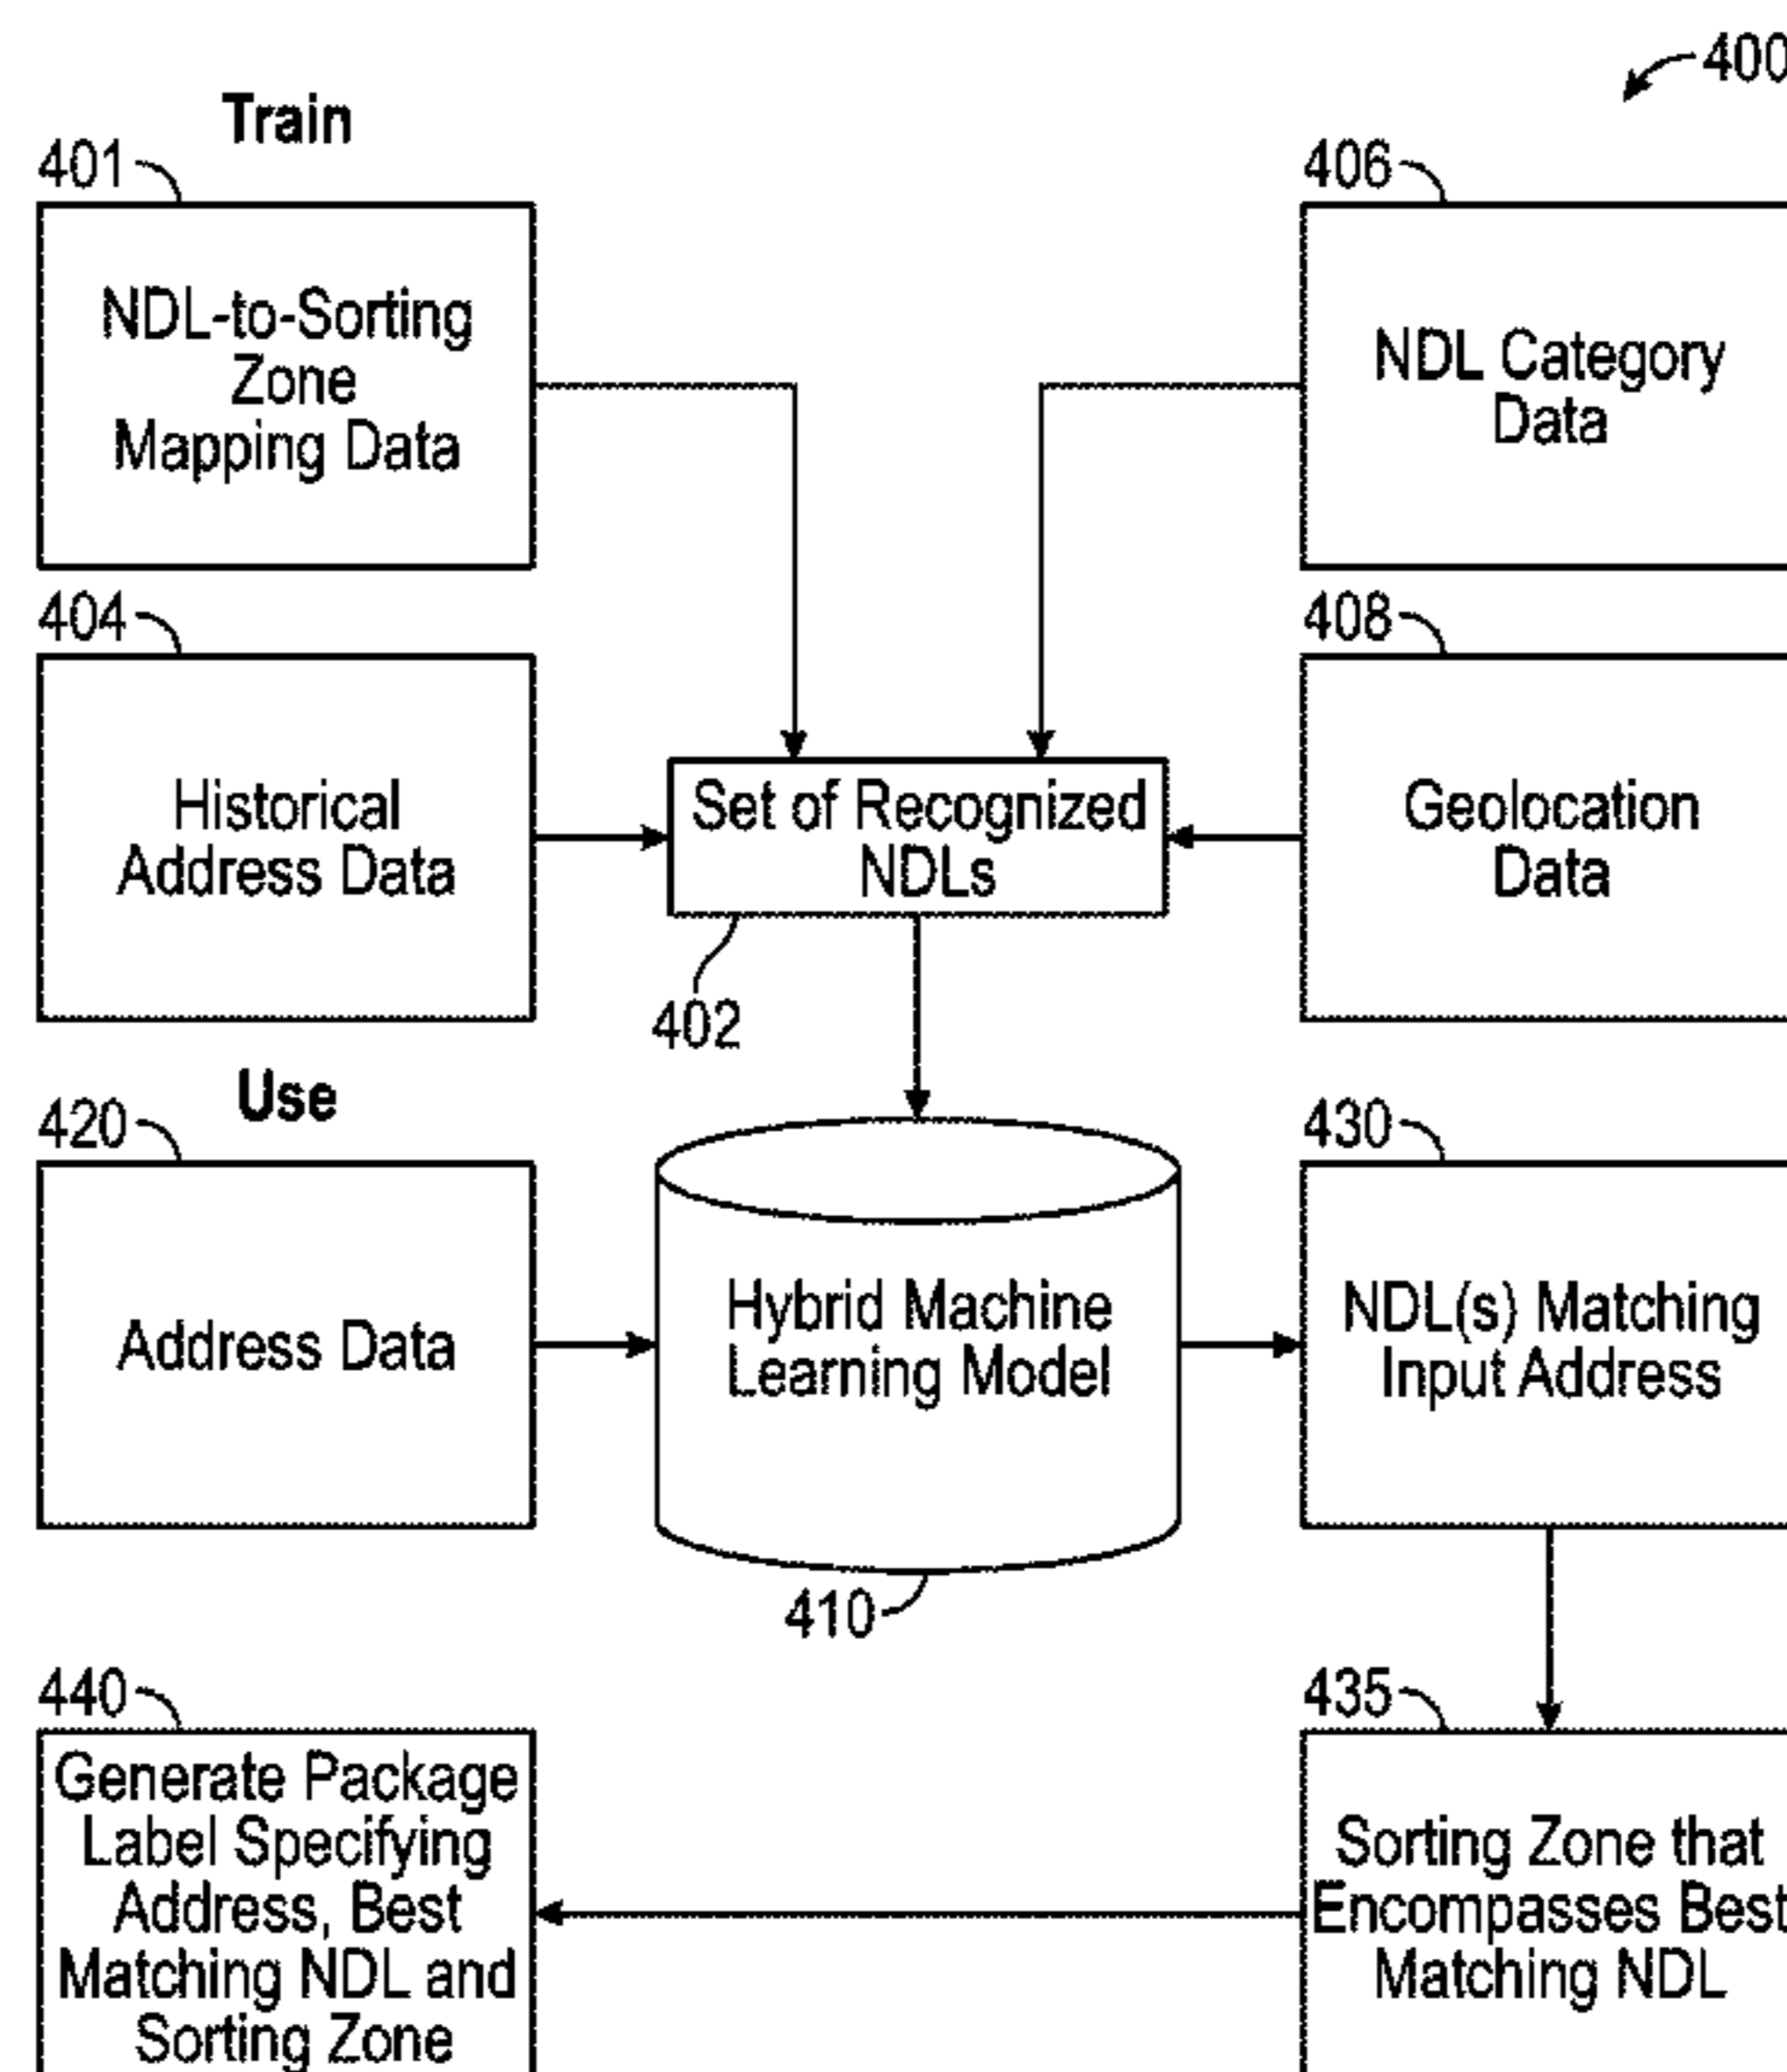 400
Train
401
406
NDL-to-Sorting
Zone
Mapping Data
NDL Category
Data
404
408
Historical
Address Data
Set of Recognized
NDLs
Geolocation
Data
402
Use
420
430
Address Data
Hybrid Machine
Learning Model
NDL(s) Matching
Input Address
410
440
435
Generate Package
Label Specifying
Address, Best
Matching NDL and
Sorting Zone
Sorting Zone that
Encompasses Best
Matching NDL